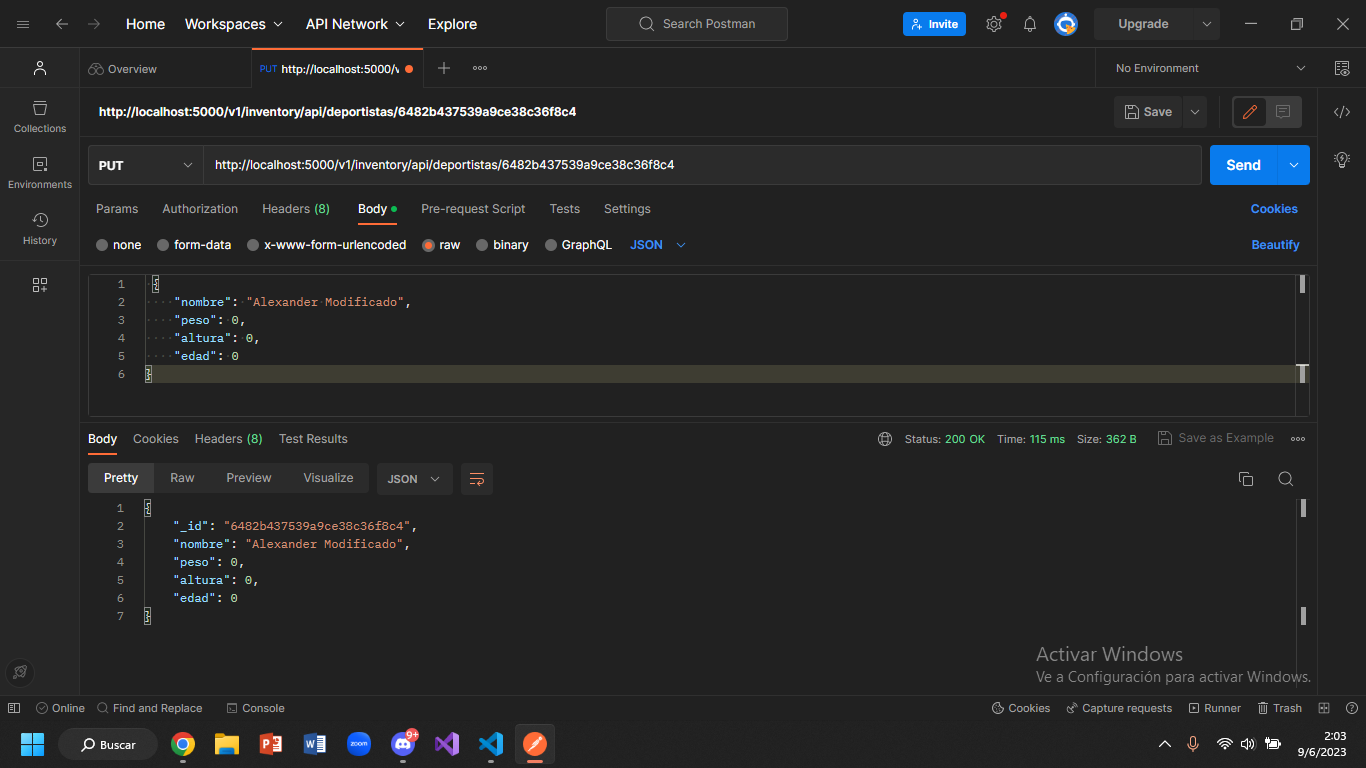 Home Workspaces API Network Explore Search Postman Invite Upgrade
Overview PUT http://localhost:5000/v No Environment
http://localhost:5000/v1/inventory/api/deportistas/6482b437539a9ce38c36f8c4 Save
Collections
PUT http://localhost:5000/v1/inventory/api/deportistas/6482b437539a9ce38c36f8c4 Send
Environments
Params Authorization Headers (8) Body Pre-request Script Tests Settings Cookies
History
none form-data x-www-form-urlencoded raw binary GraphQL JSON Beautify
1 {
2 "nombre": "Alexander Modificado",
3 "peso": 0,
4 "altura": 0,
5 "edad": 0
6 }
Body Cookies Headers (8) Test Results Status: 200 OK Time: 115 ms Size: 362 B Save as Example
Pretty Raw Preview Visualize JSON
1 {
2 "_id": "6482b437539a9ce38c36f8c4",
3 "nombre": "Alexander Modificado",
4 "peso": 0,
5 "altura": 0,
6 "edad": 0
7 }
Activar Windows
Ve a Configuración para activar Windows.
Online Find and Replace Console Cookies Capture requests Runner Trash
Buscar zoom 9+ 2:03
9/6/2023